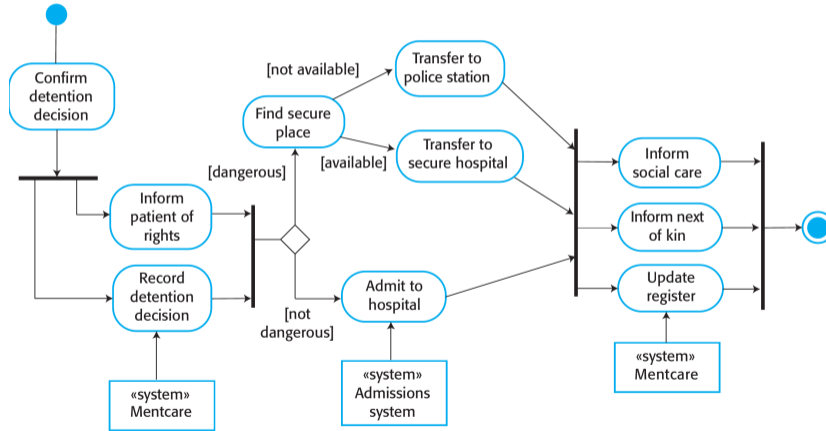 Confirm
detention
decision
Inform
patient of
rights
Record
detention
decision
«system»
Mentcare
[dangerous]
[not
dangerous]
Find secure
place
[not available]
[available]
Transfer to
police station
Transfer to
secure hospital
Admit to
hospital
«system»
Admissions
system
Inform
social care
Inform next
of kin
Update
register
«system»
Mentcare